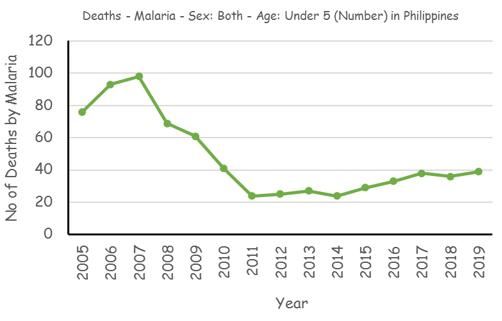 Deaths - Malaria - Sex: Both - Age: Under 5 (Number) in Philippines
No of Deaths by Malaria
120
100
80
60
40
20
0
2005 2006 2007 2008 2009 2010 2011 2012 2013 2014 2015 2016 2017 2018 2019
Year